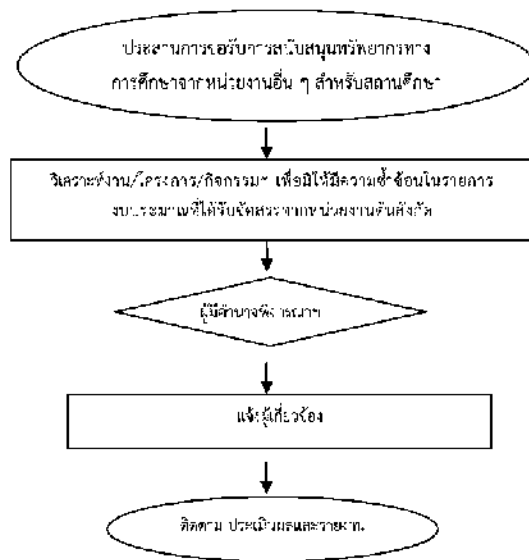 ประสานการขอรับการสนับสนุนทรัพยากรทาง
การศึกษาจากหน่วยงานอื่น ๆ สำหรับสถานศึกษา
วิเคราะห์งาน/โครงการ/กิจกรรมฯ เพื่อมิให้มีความซ้ำซ้อนในรายการ
งบประมาณที่ได้รับจัดสรรจากหน่วยงานต้นสังกัด
ผู้มีอำนาจพิจารณาฯ
แจ้งผู้เกี่ยวข้อง
ติดตาม ประเมินผลและรายงาน